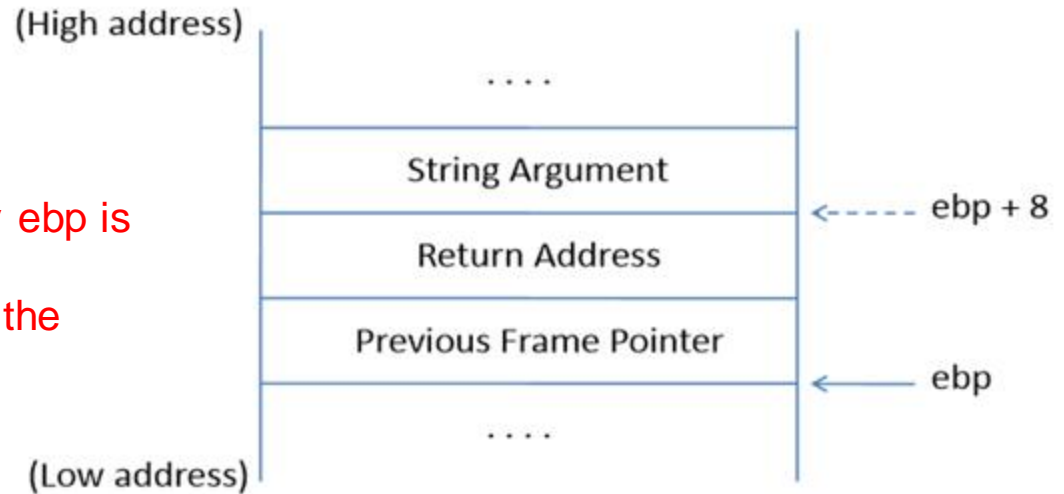 (High address)
. . . .
String Argument
ebp is
ebp + 8
Return Address
the
Previous Frame Pointer
ebp
. . . .
(Low address)